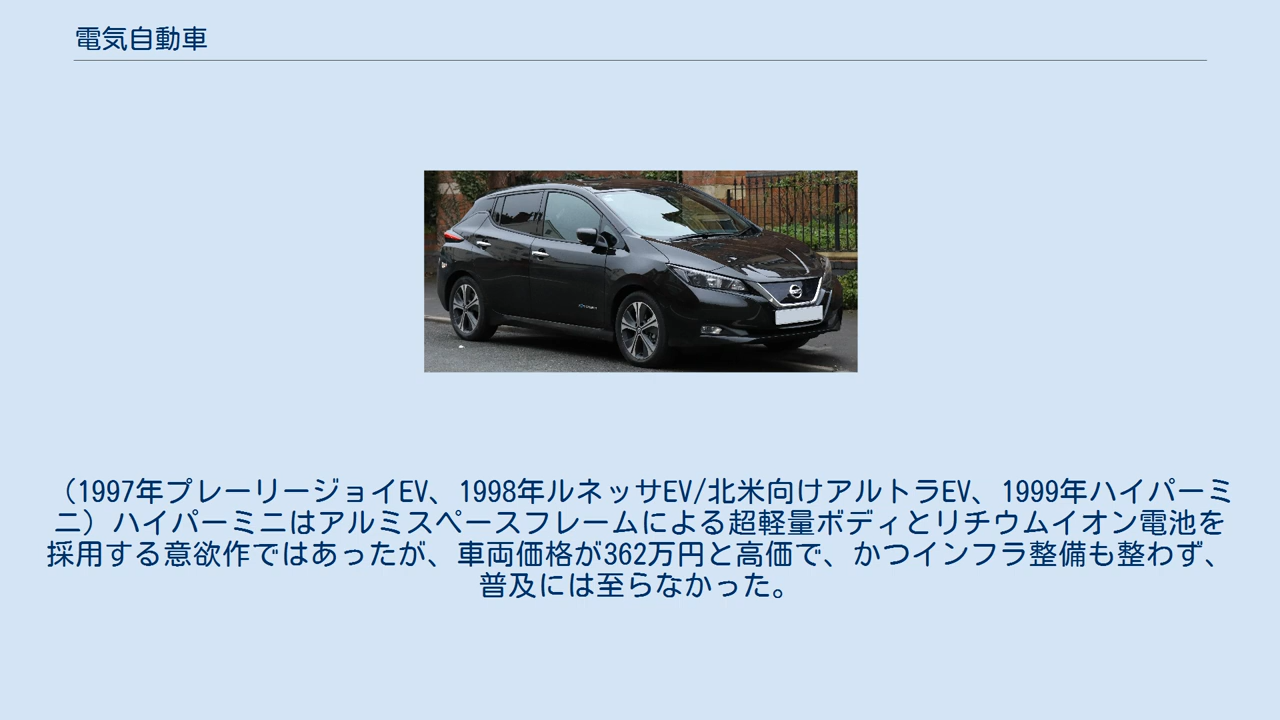 電気自動車
（1997年プレーリージョイEV、1998年ルネッサEV/北米向けアルトラEV、1999年ハイパーミ
ニ）ハイパーミニはアルミスペースフレームによる超軽量ボディとリチウムイオン電池を
採用する意欲作ではあったが、車両価格が362万円と高価で、かつインフラ整備も整わず、
普及には至らなかった。